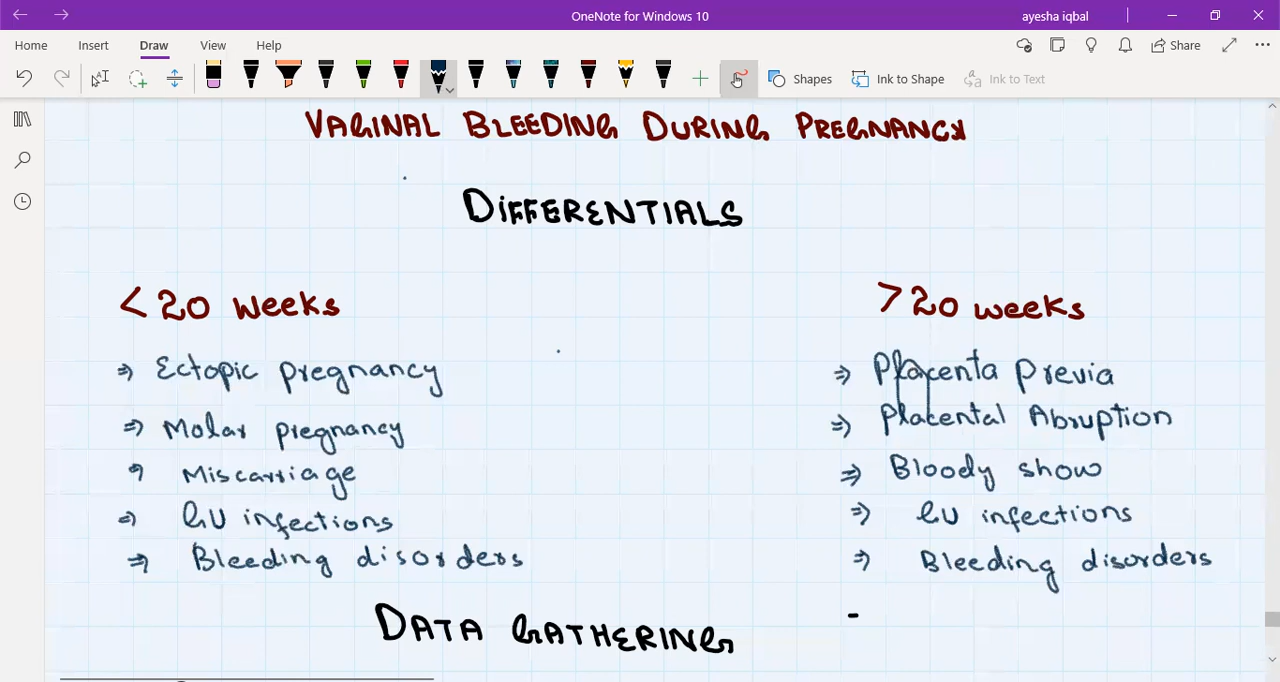 OneNote for Windows 10
ayesha iqbal
Home Insert Draw View Help
Share
Shapes Ink to Shape Ink to Text
VAGINAL BLEEDING DURING PREGNANCY
DIFFERENTIALS
< 20 weeks
⇒ Ectopic pregnancy
⇒ Molar pregnancy
⇒ Miscarriage
⇒ GU infections
⇒ Bleeding disorders
> 20 weeks
⇒ Placenta Previa
⇒ Placental Abruption
⇒ Bloody show
⇒ GU infections
⇒ Bleeding disorders
DATA GATHERING